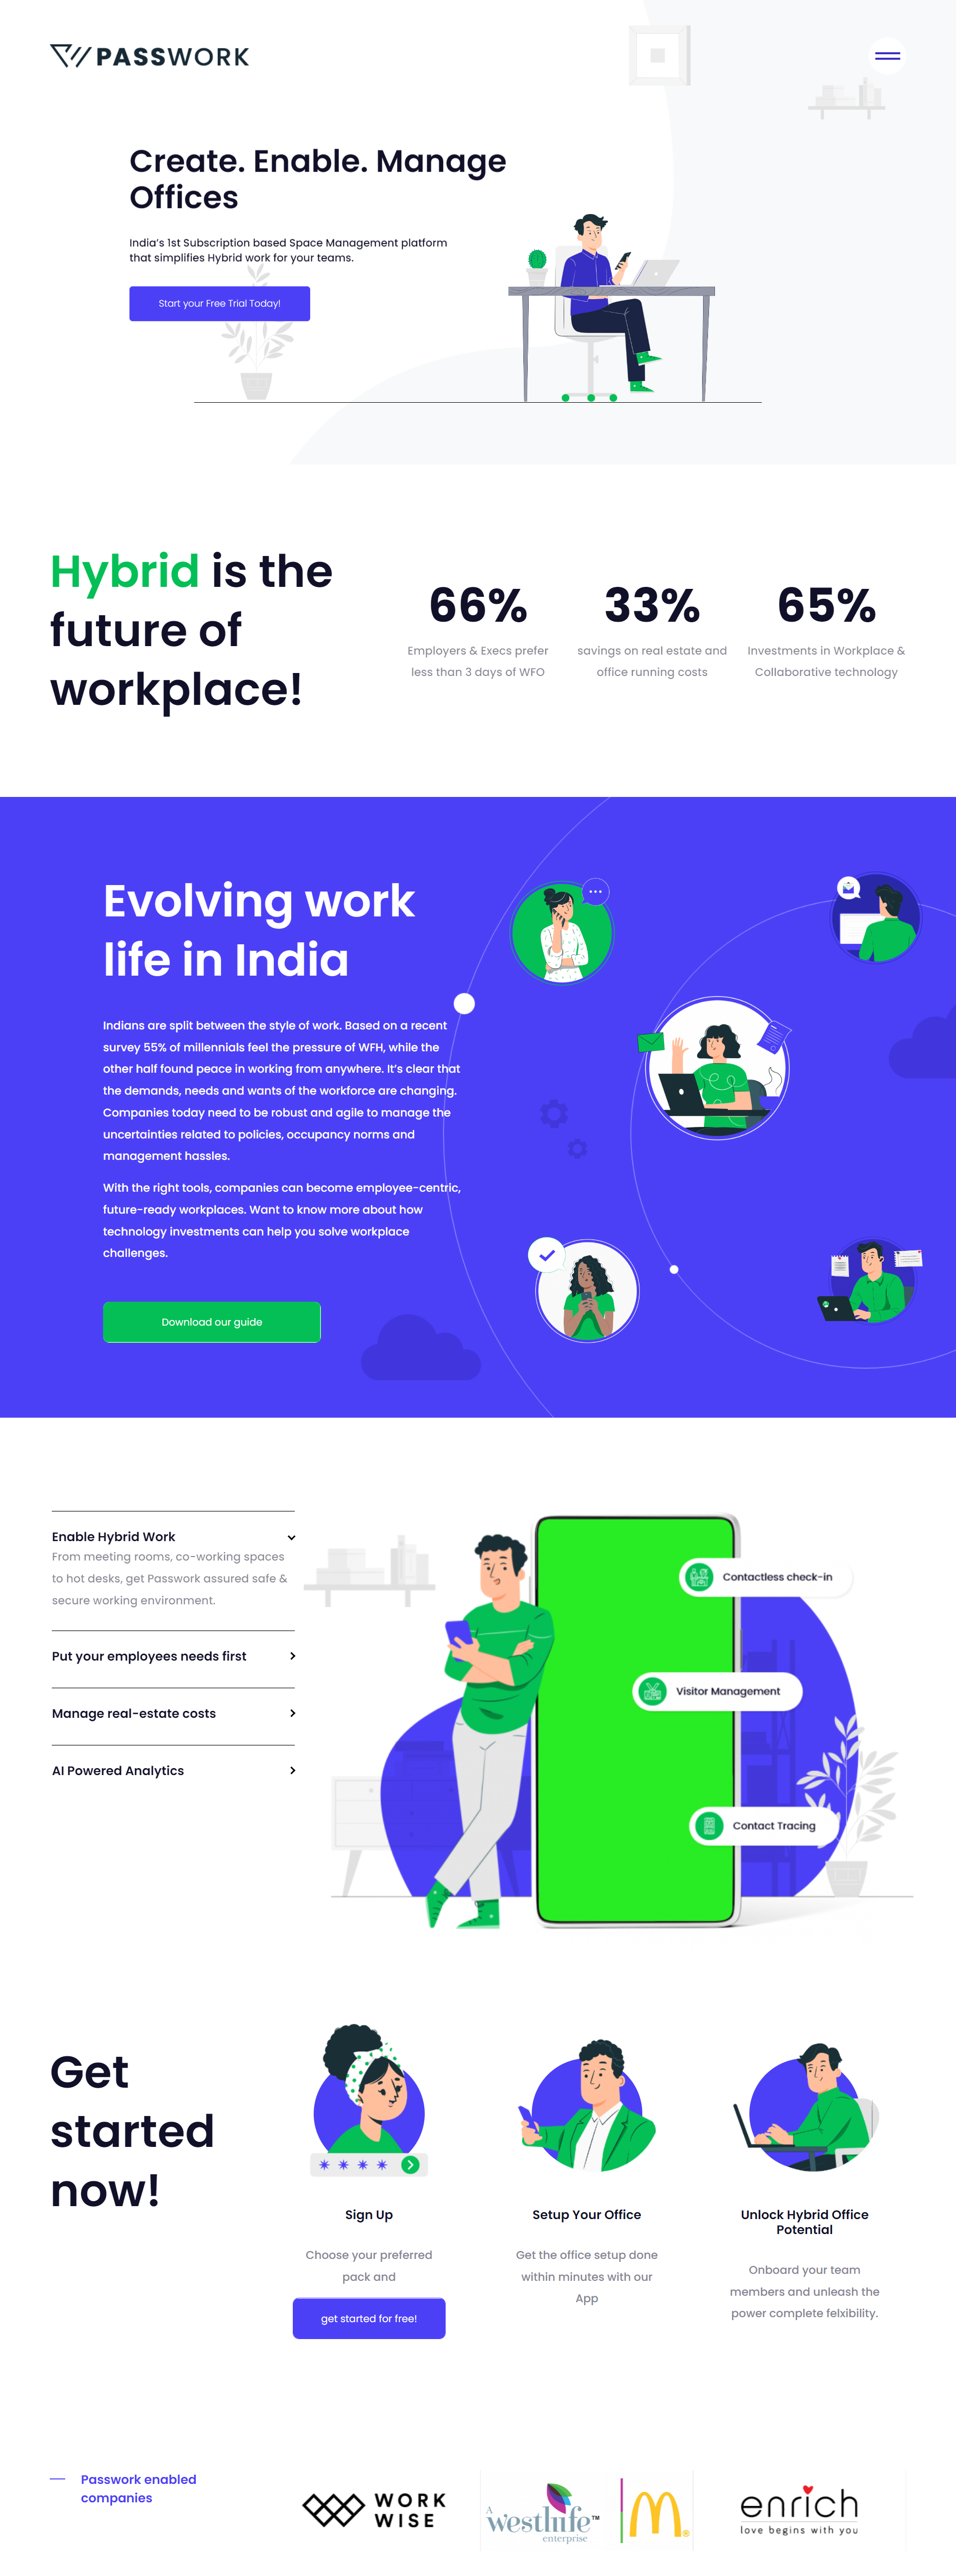 PASSWORK
Create. Enable. Manage
Offices
India's 1st Subscription based Space Management platform
that simplifies Hybrid work for your teams.
Start your Free Trial Today!
Hybrid is the
future of
workplace!
66%
Employers & Execs prefer
less than 3 days of WFO
33%
savings on real estate and
office running costs
65%
Investments in Workplace &
Collaborative technology
Evolving work
life in India
Indians are split between the style of work. Based on a recent
survey 55% of millennials feel the pressure of WFH, while the
other half found peace in working from anywhere. It's clear that
the demands, needs and wants of the workforce are changing.
Companies today need to be robust and agile to manage the
uncertainties related to policies, occupancy norms and
management hassles.
With the right tools, companies can become employee-centric,
future-ready workplaces. Want to know more about how
technology investments can help you solve workplace
challenges.
Download our guide
Enable Hybrid Work
From meeting rooms, co-working spaces
to hot desks, get Passwork assured safe &
secure working environment.
Put your employees needs first
Manage real-estate costs
AI Powered Analytics
Contactless check-in
Visitor Management
Contact Tracing
Get
started
now!
Sign Up
Choose your preferred
pack and
get started for free!
Setup Your Office
Get the office setup done
within minutes with our
App
Unlock Hybrid Office
Potential
Onboard your team
members and unleash the
power complete felxibility.
Passwork enabled
companies
WORK
WISE
A
westlife™
enterprise
M®
enrich
love begins with you